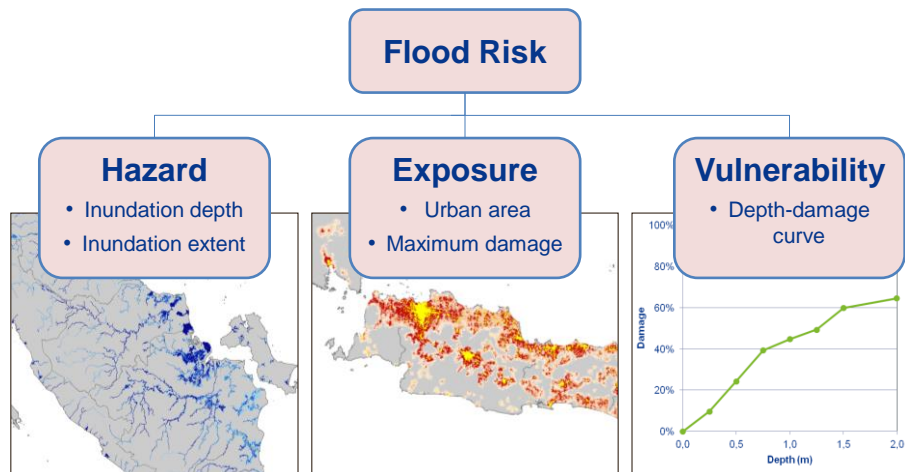 Flood Risk
Hazard
• Inundation depth
• Inundation extent
Exposure
• Urban area
• Maximum damage
Vulnerability
• Depth-damage
curve
100%
80%
60%
40%
20%
0%
Damage
0,0
0,5
1,0
1,5
2,0
Depth (m)